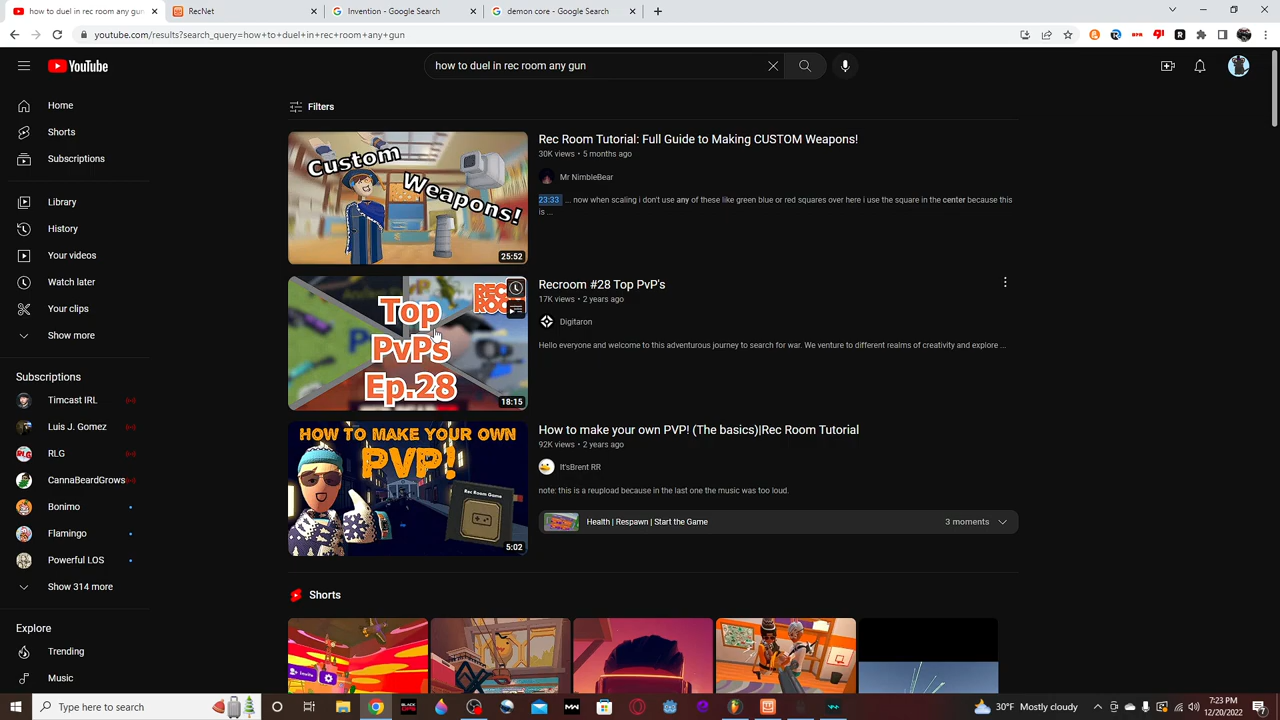 how to duel in rec room any gun
RecNet
Invention - Google Search
demon core - Google Search
youtube.com/results?search_query=how+to+duel+in+rec+room+any+gun
YouTube
how to duel in rec room any gun
Home
Shorts
Subscriptions
Library
History
Your videos
Watch later
Your clips
Show more
Subscriptions
Timcast IRL
Luis J. Gomez
RLG
CannaBeardGrows
Bonimo
Flamingo
Powerful LOS
Show 314 more
Explore
Trending
Music
Filters
Custom
Weapons!
25:52
Rec Room Tutorial: Full Guide to Making CUSTOM Weapons!
30K views • 5 months ago
Mr NimbleBear
23:33 ... now when scaling i don't use any of these like green blue or red squares over here i use the square in the center because this
is ...
REC
ROOM
Top
PvPs
Ep.28
18:15
Recroom #28 Top PvP's
17K views • 2 years ago
Digitaron
Hello everyone and welcome to this adventurous journey to search for war. We venture to different realms of creativity and explore ...
HOW TO MAKE YOUR OWN
PVP!
Rec Room Game
5:02
How to make your own PVP! (The basics)|Rec Room Tutorial
92K views • 2 years ago
It'sBrent RR
note: this is a reupload because in the last one the music was too loud.
Health | Respawn | Start the Game
3 moments
Shorts
Invite
Type here to search
BLACK
OPS
30°F Mostly cloudy
7:23 PM
12/20/2022